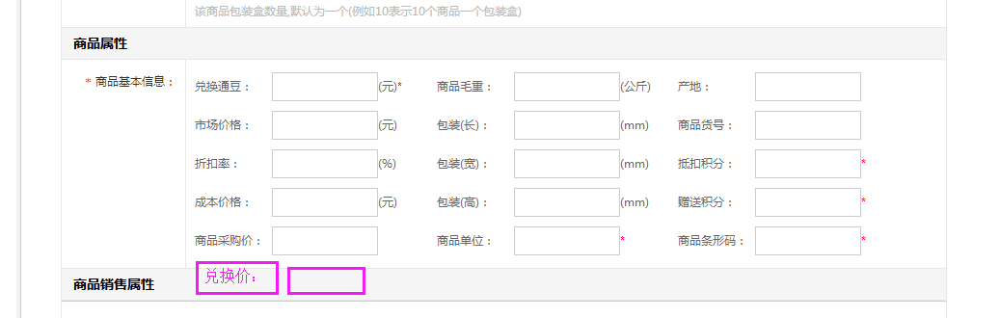 该商品包装盒数量,默认为一个(例如10表示10个商品一个包装盒)
商品属性
* 商品基本信息：
兑换通豆： (元)* 商品毛重： (公斤) 产地：
市场价格： (元) 包装(长)： (mm) 商品货号：
折扣率： (%) 包装(宽)： (mm) 抵扣积分： *
成本价格： (元) 包装(高)： (mm) 赠送积分： *
商品采购价： 商品单位： * 商品条形码： *
兑换价：
商品销售属性